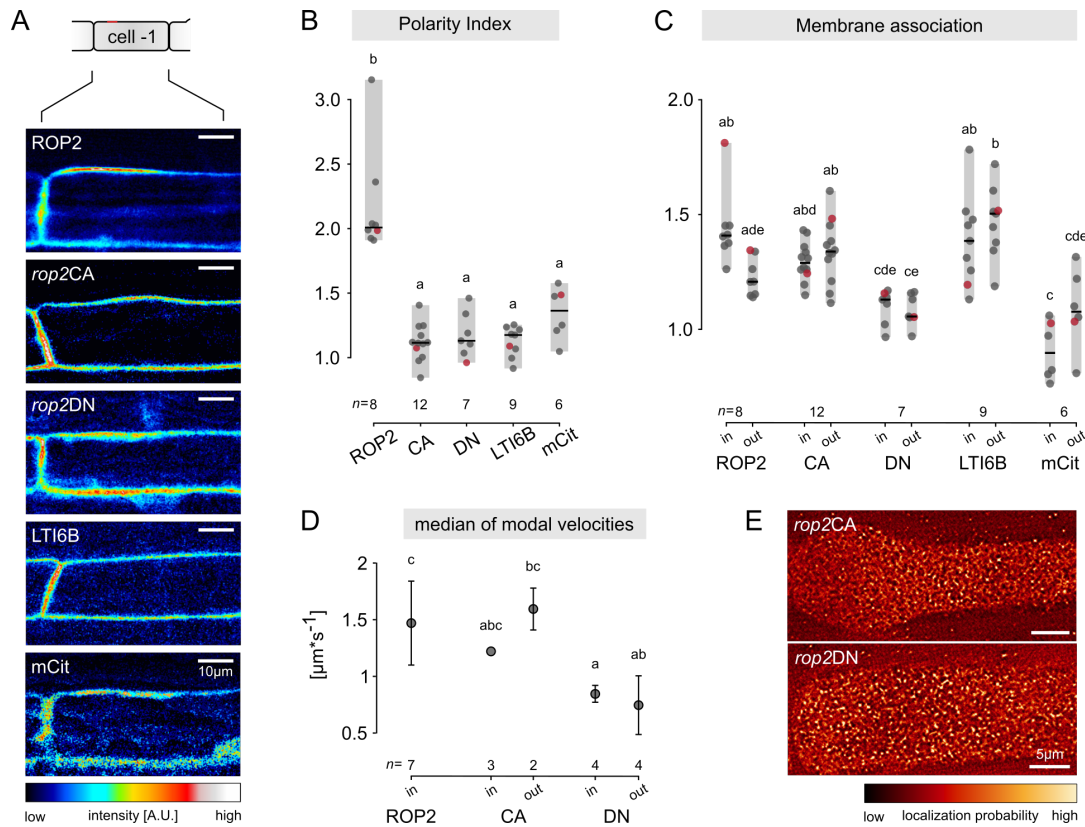 A
cell -1
ROP2
rop2CA
rop2DN
LTI6B
mCit
10µm
low intensity [A.U.] high
B
Polarity Index
b
3.0
2.5
2.0
1.5
1.0
a a a a
n=8 12 7 9 6
ROP2 CA DN LTI6B mCit
C
Membrane association
2.0
1.5
1.0
ab ade abd ab cde ce ab b c cde
n=8 12 7 9 6
in out in out in out in out in out
ROP2 CA DN LTI6B mCit
D
median of modal velocities
[µm*s⁻¹]
2
1.5
1
0.5
c abc bc a ab
n= 7 3 2 4 4
in in out in out
ROP2 CA DN
E
rop2CA
rop2DN
5µm
low localization probability high